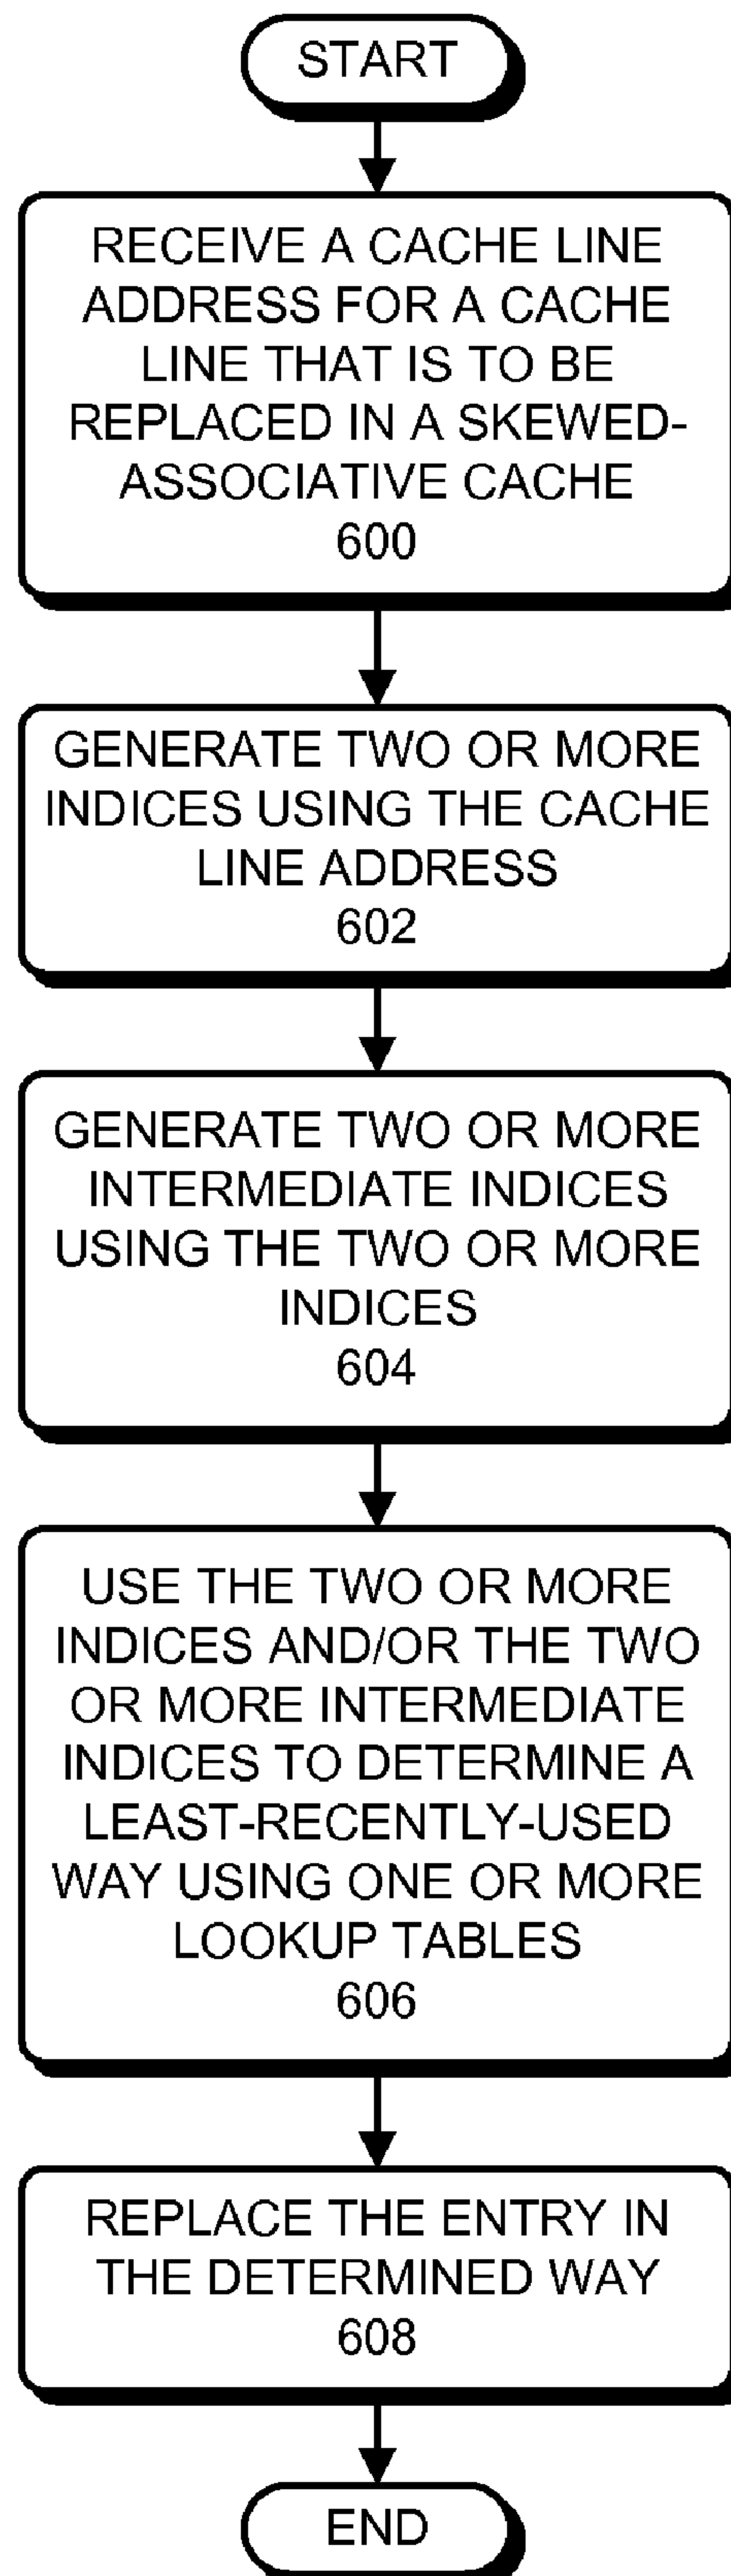 START
RECEIVE A CACHE LINE
ADDRESS FOR A CACHE
LINE THAT IS TO BE
REPLACED IN A SKEWED-
ASSOCIATIVE CACHE
600
GENERATE TWO OR MORE
INDICES USING THE CACHE
LINE ADDRESS
602
GENERATE TWO OR MORE
INTERMEDIATE INDICES
USING THE TWO OR MORE
INDICES
604
USE THE TWO OR MORE
INDICES AND/OR THE TWO
OR MORE INTERMEDIATE
INDICES TO DETERMINE A
LEAST-RECENTLY-USED
WAY USING ONE OR MORE
LOOKUP TABLES
606
REPLACE THE ENTRY IN
THE DETERMINED WAY
608
END